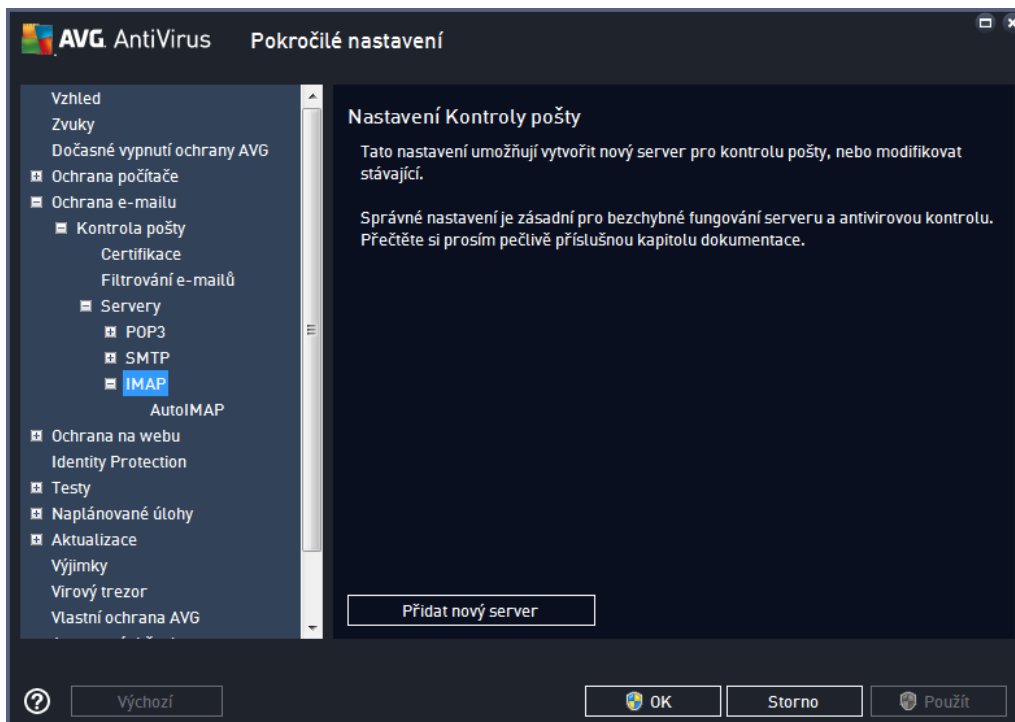 AVG. AntiVirus Pokročilé nastavení
Vzhled
Zvuky
Dočasné vypnutí ochrany AVG
Ochrana počítače
Ochrana e-mailu
Kontrola pošty
Certifikace
Filtrování e-mailů
Servery
POP3
SMTP
IMAP
AutoIMAP
Ochrana na webu
Identity Protection
Testy
Naplánované úlohy
Aktualizace
Výjimky
Virový trezor
Vlastní ochrana AVG
Nastavení Kontroly pošty
Tato nastavení umožňují vytvořit nový server pro kontrolu pošty, nebo modifikovat
stávající.
Správné nastavení je zásadní pro bezchybné fungování serveru a antivirovou kontrolu.
Přečtěte si prosím pečlivě příslušnou kapitolu dokumentace.
Přidat nový server
? Výchozí OK Storno Použít